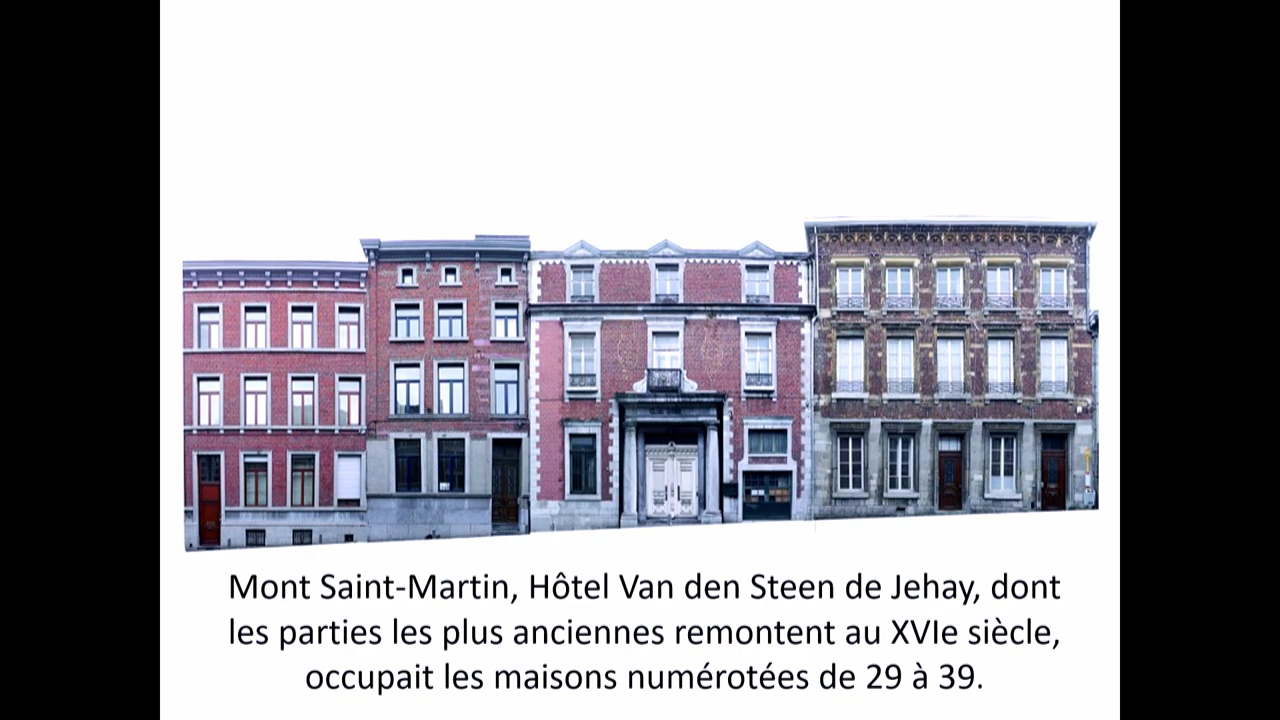 Mont Saint-Martin, Hôtel Van den Steen de Jehay, dont
les parties les plus anciennes remontent au XVIe siècle,
occupait les maisons numérotées de 29 à 39.